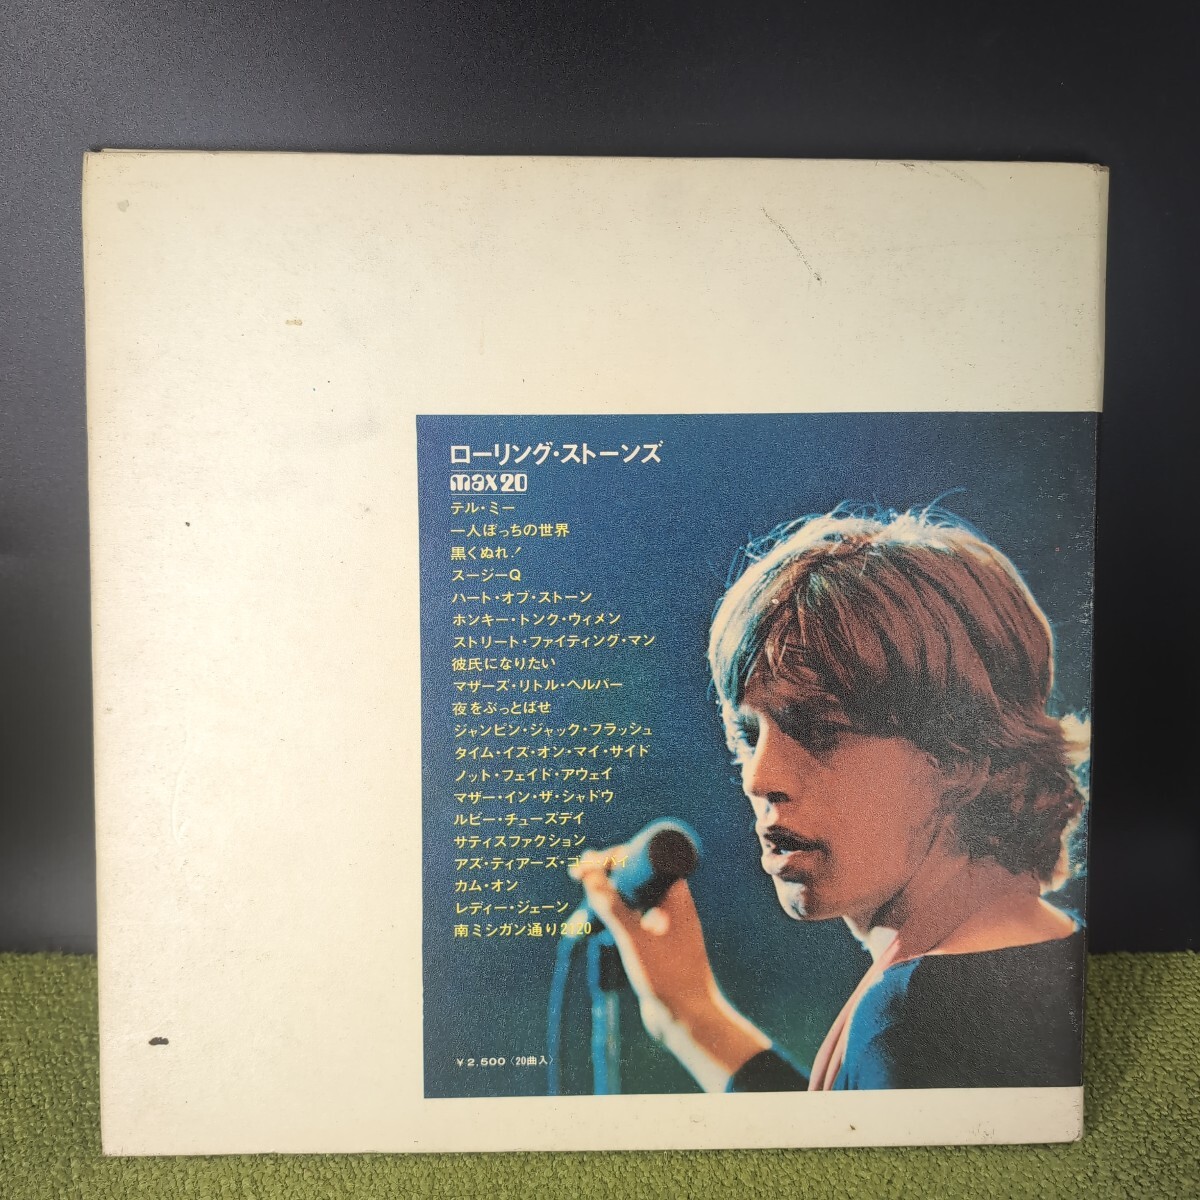 ローリング・ストーンズ
max20
テル・ミー
一人ぼっちの世界
黒くぬれ!
スージーQ
ハート・オブ・ストーン
ホンキー・トンク・ウィメン
ストリート・ファイティング・マン
彼氏になりたい
マザーズ・リトル・ヘルパー
夜をぶっとばせ
ジャンピン・ジャック・フラッシュ
タイム・イズ・オン・マイ・サイド
ノット・フェイド・アウェイ
マザー・イン・ザ・シャドウ
ルビー・チューズデイ
サティスファクション
アズ・ティアーズ・ゴー・バイ
カム・オン
レディー・ジェーン
南ミシガン通り2120
¥2,500〈20曲入〉